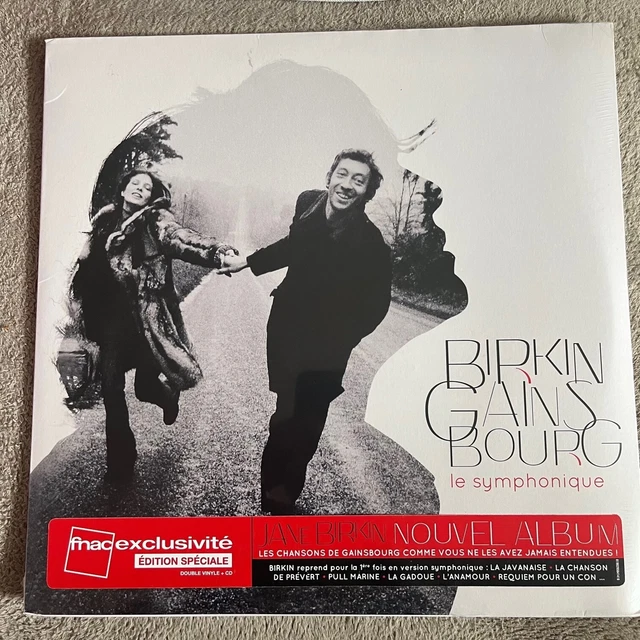 BIRKIN
GAINS
BOURG
le symphonique
fnac exclusivité
ÉDITION SPÉCIALE
DOUBLE VINYLE + CD
JANE BIRKIN NOUVEL ALBUM
LES CHANSONS DE GAINSBOURG COMME VOUS NE LES AVEZ JAMAIS ENTENDUES !
BIRKIN reprend pour la 1ère fois en version symphonique : LA JAVANAISE - LA CHANSON
DE PRÉVERT - PULL MARINE - LA GADOUE - L'ANAMOUR - REQUIEM POUR UN CON ...